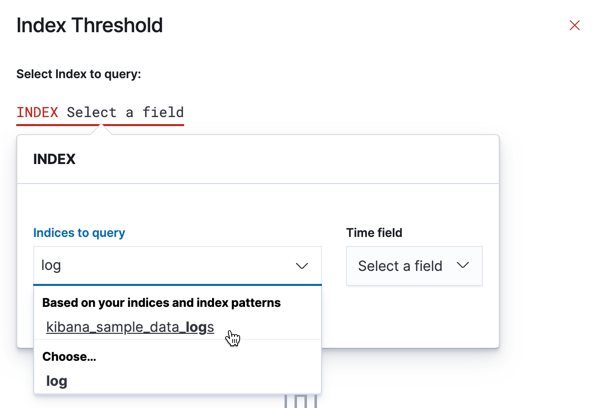 Index Threshold
Select Index to query:
INDEX Select a field
INDEX
Indices to query
Time field
log
Select a field
Based on your indices and index patterns
kibana_sample_data_logs
Choose...
log